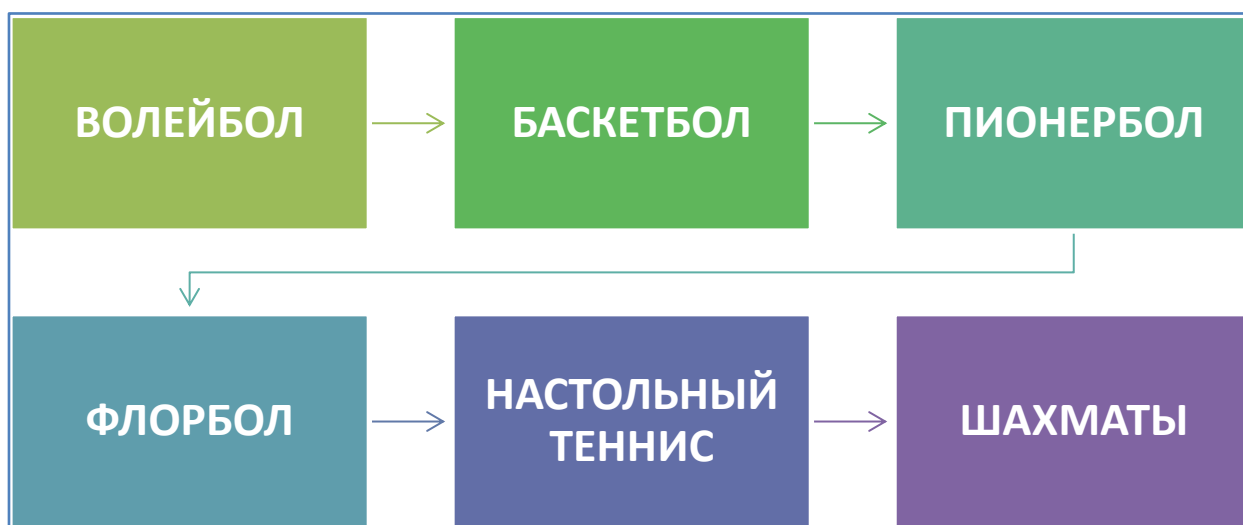 ВОЛЕЙБОЛ
БАСКЕТБОЛ
ПИОНЕРБОЛ
ФЛОРБОЛ
НАСТОЛЬНЫЙ
ТЕННИС
ШАХМАТЫ